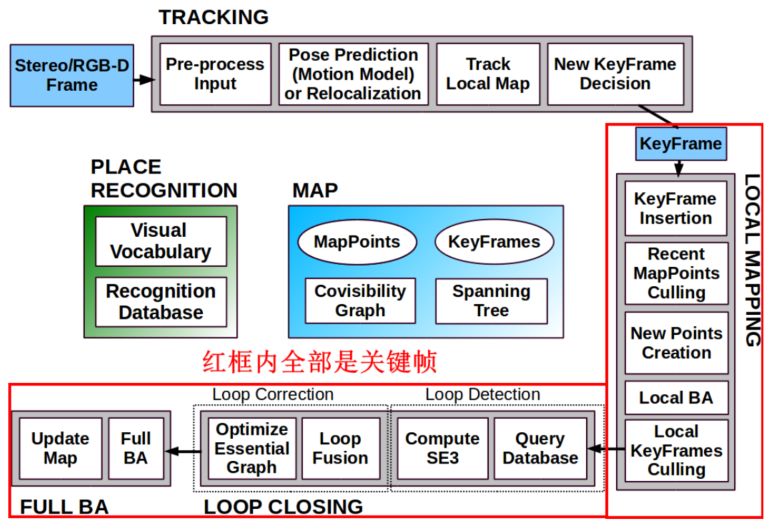 TRACKING
Stereo/RGB-D
Frame
Pre-process
Input
Pose Prediction
(Motion Model)
or Relocalization
Track
Local Map
New KeyFrame
Decision
KeyFrame
LOCAL MAPPING
KeyFrame
Insertion
Recent
MapPoints
Culling
New Points
Creation
Local BA
Local
KeyFrames
Culling
PLACE
RECOGNITION
Visual
Vocabulary
Recognition
Database
MAP
MapPoints
KeyFrames
Covisibility
Graph
Spanning
Tree
红框内全部是关键帧
Loop Correction
Loop Detection
Update
Map
Full
BA
Optimize
Essential
Graph
Loop
Fusion
Compute
SE3
Query
Database
FULL BA
LOOP CLOSING